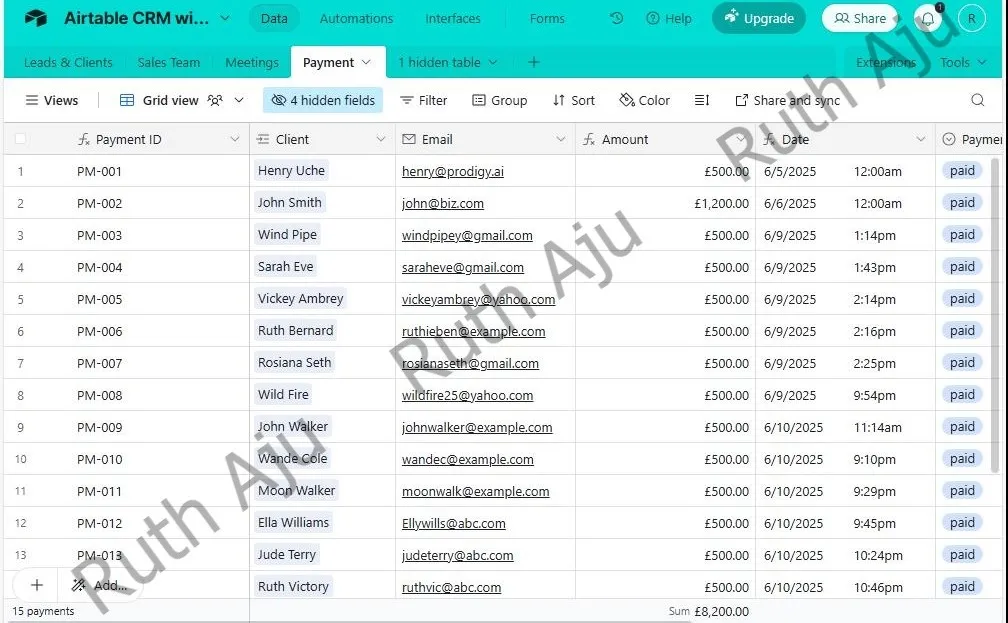 Airtable CRM wi... Data Automations Interfaces Forms Help Upgrade Share 1 R
Leads & Clients Sales Team Meetings Payment 1 hidden table + Extensions Tools
Views Grid view 4 hidden fields Filter Group Sort Color Share and sync
Payment ID Client Email Amount Date Paymen
1 PM-001 Henry Uche henry@prodigy.ai £500.00 6/5/2025 12:00am paid
2 PM-002 John Smith john@biz.com £1,200.00 6/6/2025 12:00am paid
3 PM-003 Wind Pipe windpipey@gmail.com £500.00 6/9/2025 1:14pm paid
4 PM-004 Sarah Eve saraheve@gmail.com £500.00 6/9/2025 1:43pm paid
5 PM-005 Vickey Ambrey vickeyambrey@yahoo.com £500.00 6/9/2025 2:14pm paid
6 PM-006 Ruth Bernard ruthieben@example.com £500.00 6/9/2025 2:16pm paid
7 PM-007 Rosiana Seth rosianaseth@gmail.com £500.00 6/9/2025 2:25pm paid
8 PM-008 Wild Fire wildfire25@yahoo.com £500.00 6/9/2025 9:54pm paid
9 PM-009 John Walker johnwalker@example.com £500.00 6/10/2025 11:14am paid
10 PM-010 Wande Cole wandec@example.com £500.00 6/10/2025 9:10pm paid
11 PM-011 Moon Walker moonwalk@example.com £500.00 6/10/2025 9:29pm paid
12 PM-012 Ella Williams Ellywills@abc.com £500.00 6/10/2025 9:45pm paid
13 PM-013 Jude Terry judeterry@abc.com £500.00 6/10/2025 10:24pm paid
+ Add... Ruth Victory ruthvic@abc.com £500.00 6/10/2025 10:46pm paid
15 payments Sum £8,200.00
Ruth Aju
Ruth Aju
Ruth Aju